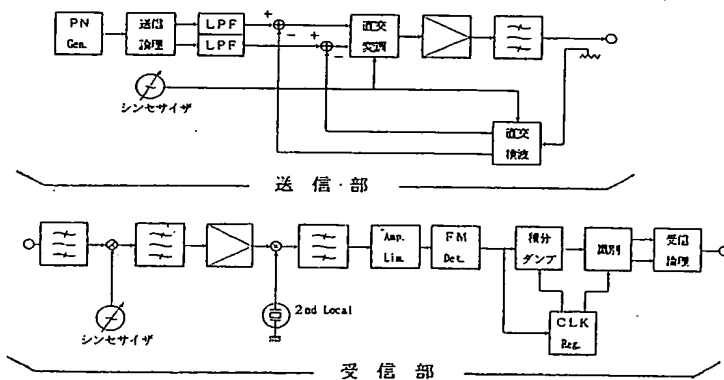 PN
Gen.
送信
論理
LPF
LPF
+
−
+
−
直交
変調
シンセサイザ
直交
検波
送信部
Amp.
Lim.
FM
Det.
積分
ダンプ
識別
受信
論理
2nd Local
シンセサイザ
CLK
Reg.
受信部